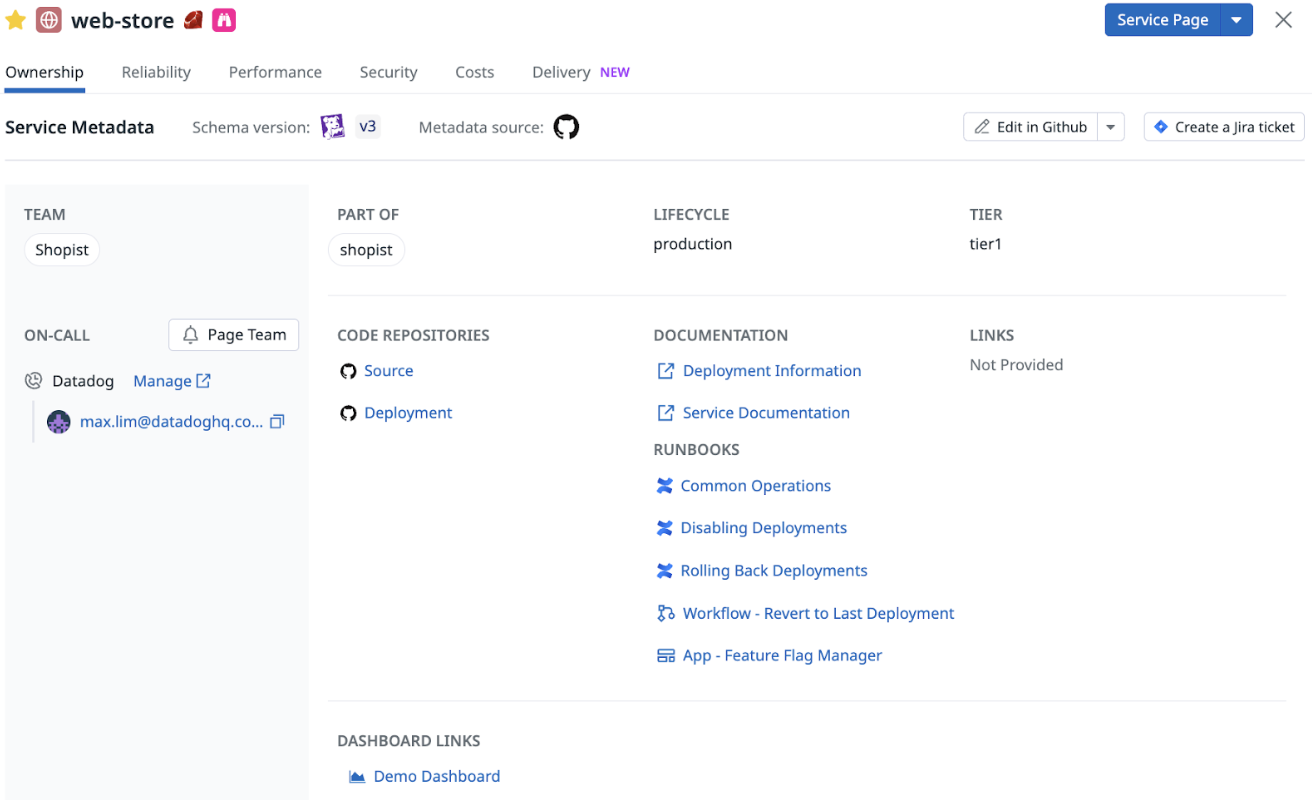 web-store
Service Page
Ownership
Reliability
Performance
Security
Costs
Delivery NEW
Service Metadata
Schema version: v3
Metadata source:
Edit in Github
Create a Jira ticket
TEAM
Shopist
ON-CALL
Page Team
Datadog
Manage
max.lim@datadoghq.co...
PART OF
shopist
LIFECYCLE
production
TIER
tier1
CODE REPOSITORIES
Source
Deployment
DOCUMENTATION
Deployment Information
Service Documentation
RUNBOOKS
Common Operations
Disabling Deployments
Rolling Back Deployments
Workflow - Revert to Last Deployment
App - Feature Flag Manager
LINKS
Not Provided
DASHBOARD LINKS
Demo Dashboard